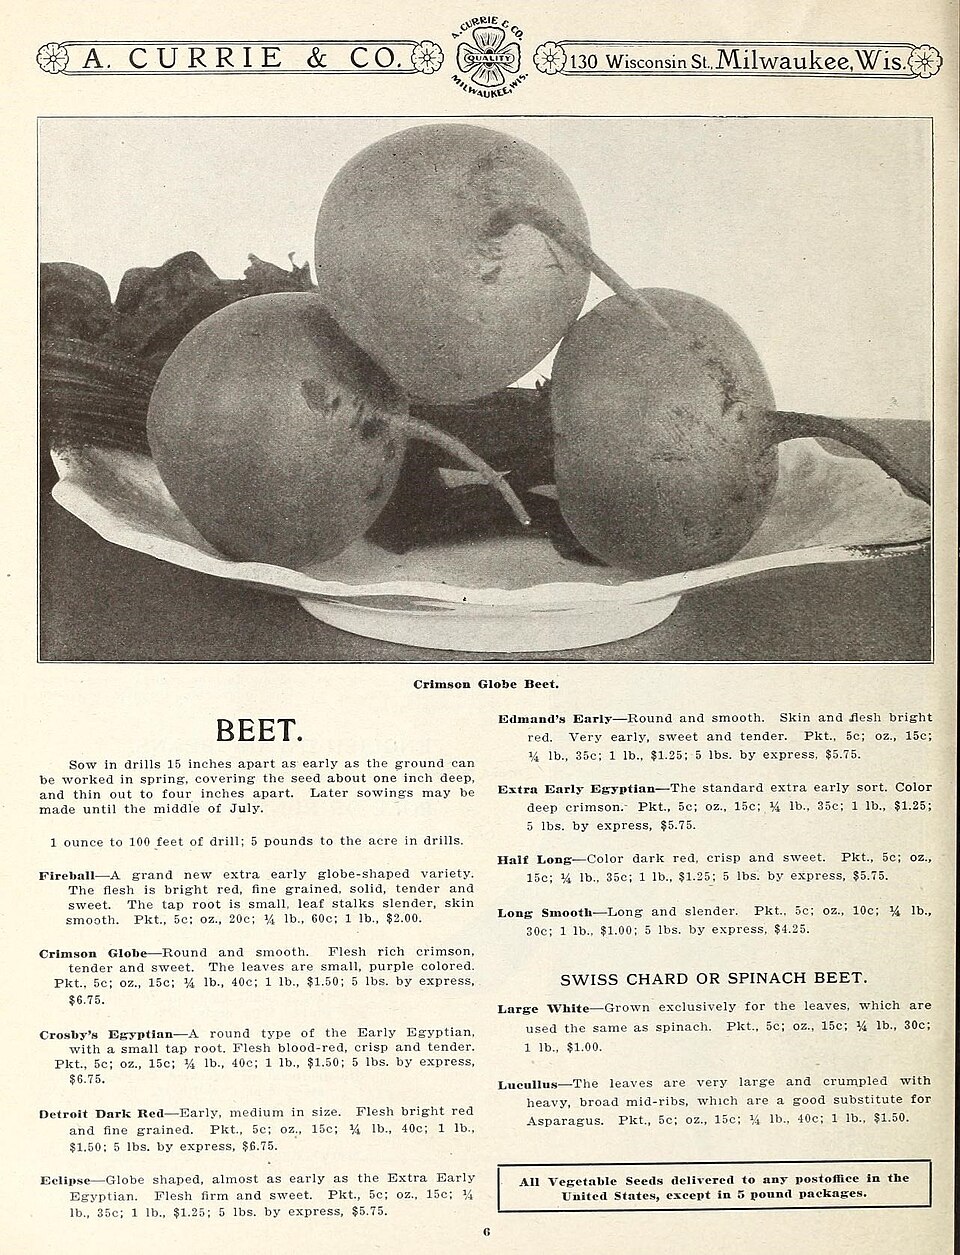 A. CURRIE & CO.
A. CURRIE & CO.
QUALITY
MILWAUKEE, WIS.
130 Wisconsin St., Milwaukee, Wis.
Crimson Globe Beet.
BEET.
Sow in drills 15 inches apart as early as the ground can
be worked in spring, covering the seed about one inch deep,
and thin out to four inches apart. Later sowings may be
made until the middle of July.
1 ounce to 100 feet of drill; 5 pounds to the acre in drills.
Fireball—A grand new extra early globe-shaped variety.
The flesh is bright red, fine grained, solid, tender and
sweet. The tap root is small, leaf stalks slender, skin
smooth. Pkt., 5c; oz., 20c; ¼ lb., 60c; 1 lb., $2.00.
Crimson Globe—Round and smooth. Flesh rich crimson,
tender and sweet. The leaves are small, purple colored.
Pkt., 5c; oz., 15c; ¼ lb., 40c; 1 lb., $1.50; 5 lbs. by express,
$6.75.
Crosby's Egyptian—A round type of the Early Egyptian,
with a small tap root. Flesh blood-red, crisp and tender.
Pkt., 5c; oz., 15c; ¼ lb., 40c; 1 lb., $1.50; 5 lbs. by express,
$6.75.
Detroit Dark Red—Early, medium in size. Flesh bright red
and fine grained. Pkt., 5c; oz., 15c; ¼ lb., 40c; 1 lb.,
$1.50; 5 lbs. by express, $6.75.
Eclipse—Globe shaped, almost as early as the Extra Early
Egyptian. Flesh firm and sweet. Pkt., 5c; oz., 15c; ¼
lb., 35c; 1 lb., $1.25; 5 lbs. by express, $5.75.
Edmand's Early—Round and smooth. Skin and flesh bright
red. Very early, sweet and tender. Pkt., 5c; oz., 15c;
¼ lb., 35c; 1 lb., $1.25; 5 lbs. by express, $5.75.
Extra Early Egyptian—The standard extra early sort. Color
deep crimson. Pkt., 5c; oz., 15c; ¼ lb., 35c; 1 lb., $1.25;
5 lbs. by express, $5.75.
Half Long—Color dark red, crisp and sweet. Pkt., 5c; oz.,
15c; ¼ lb., 35c; 1 lb., $1.25; 5 lbs. by express, $5.75.
Long Smooth—Long and slender. Pkt., 5c; oz., 10c; ¼ lb.,
30c; 1 lb., $1.00; 5 lbs. by express, $4.25.
SWISS CHARD OR SPINACH BEET.
Large White—Grown exclusively for the leaves, which are
used the same as spinach. Pkt., 5c; oz., 15c; ¼ lb., 30c;
1 lb., $1.00.
Lucullus—The leaves are very large and crumpled with
heavy, broad mid-ribs, which are a good substitute for
Asparagus. Pkt., 5c; oz., 15c; ¼ lb., 40c; 1 lb., $1.50.
All Vegetable Seeds delivered to any postoffice in the
United States, except in 5 pound packages.
6